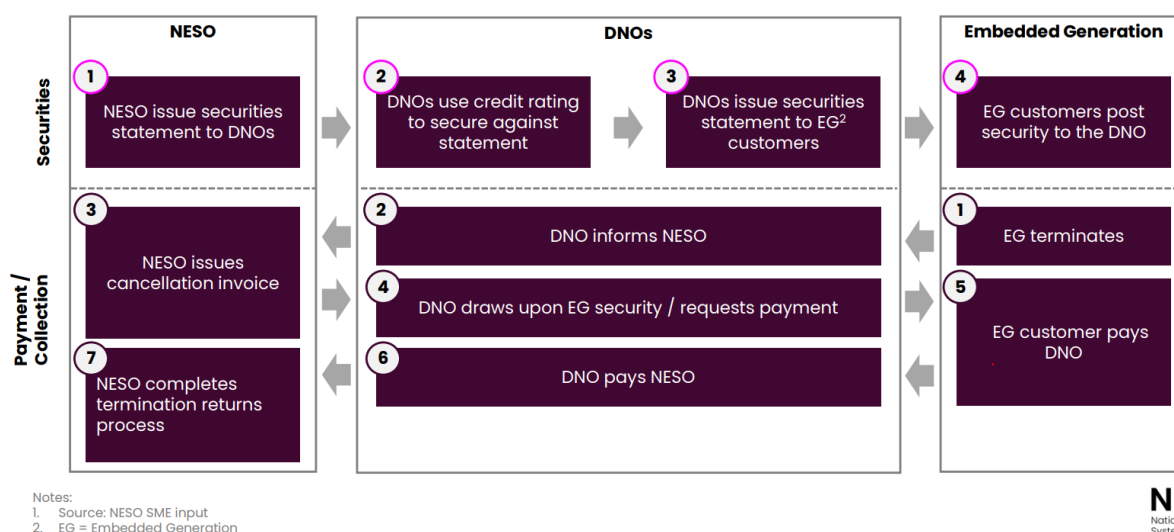 NESO
DNOs
Embedded Generation
Securities
1
NESO issue securities
statement to DNOs
2
DNOs use credit rating
to secure against
statement
3
DNOs issue securities
statement to EG²
customers
4
EG customers post
security to the DNO
Payment /
Collection
3
NESO issues
cancellation invoice
2
DNO informs NESO
1
EG terminates
4
DNO draws upon EG security / requests payment
5
EG customer pays
DNO
7
NESO completes
termination returns
process
6
DNO pays NESO
Notes:
1. Source: NESO SME input
2. EG = Embedded Generation